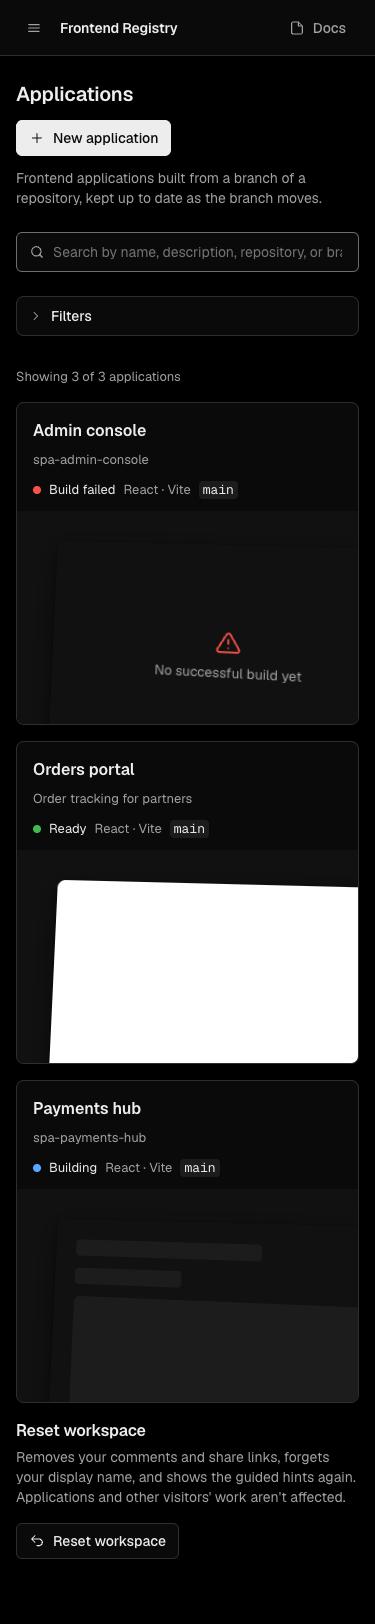 Frontend Registry
Docs
Applications
New application
Frontend applications built from a branch of a
repository, kept up to date as the branch moves.
Search by name, description, repository, or bra
Filters
Showing 3 of 3 applications
Admin console
spa-admin-console
Build failed React · Vite main
No successful build yet
Orders portal
Order tracking for partners
Ready React · Vite main
Payments hub
spa-payments-hub
Building React · Vite main
Reset workspace
Removes your comments and share links, forgets
your display name, and shows the guided hints again.
Applications and other visitors' work aren't affected.
Reset workspace